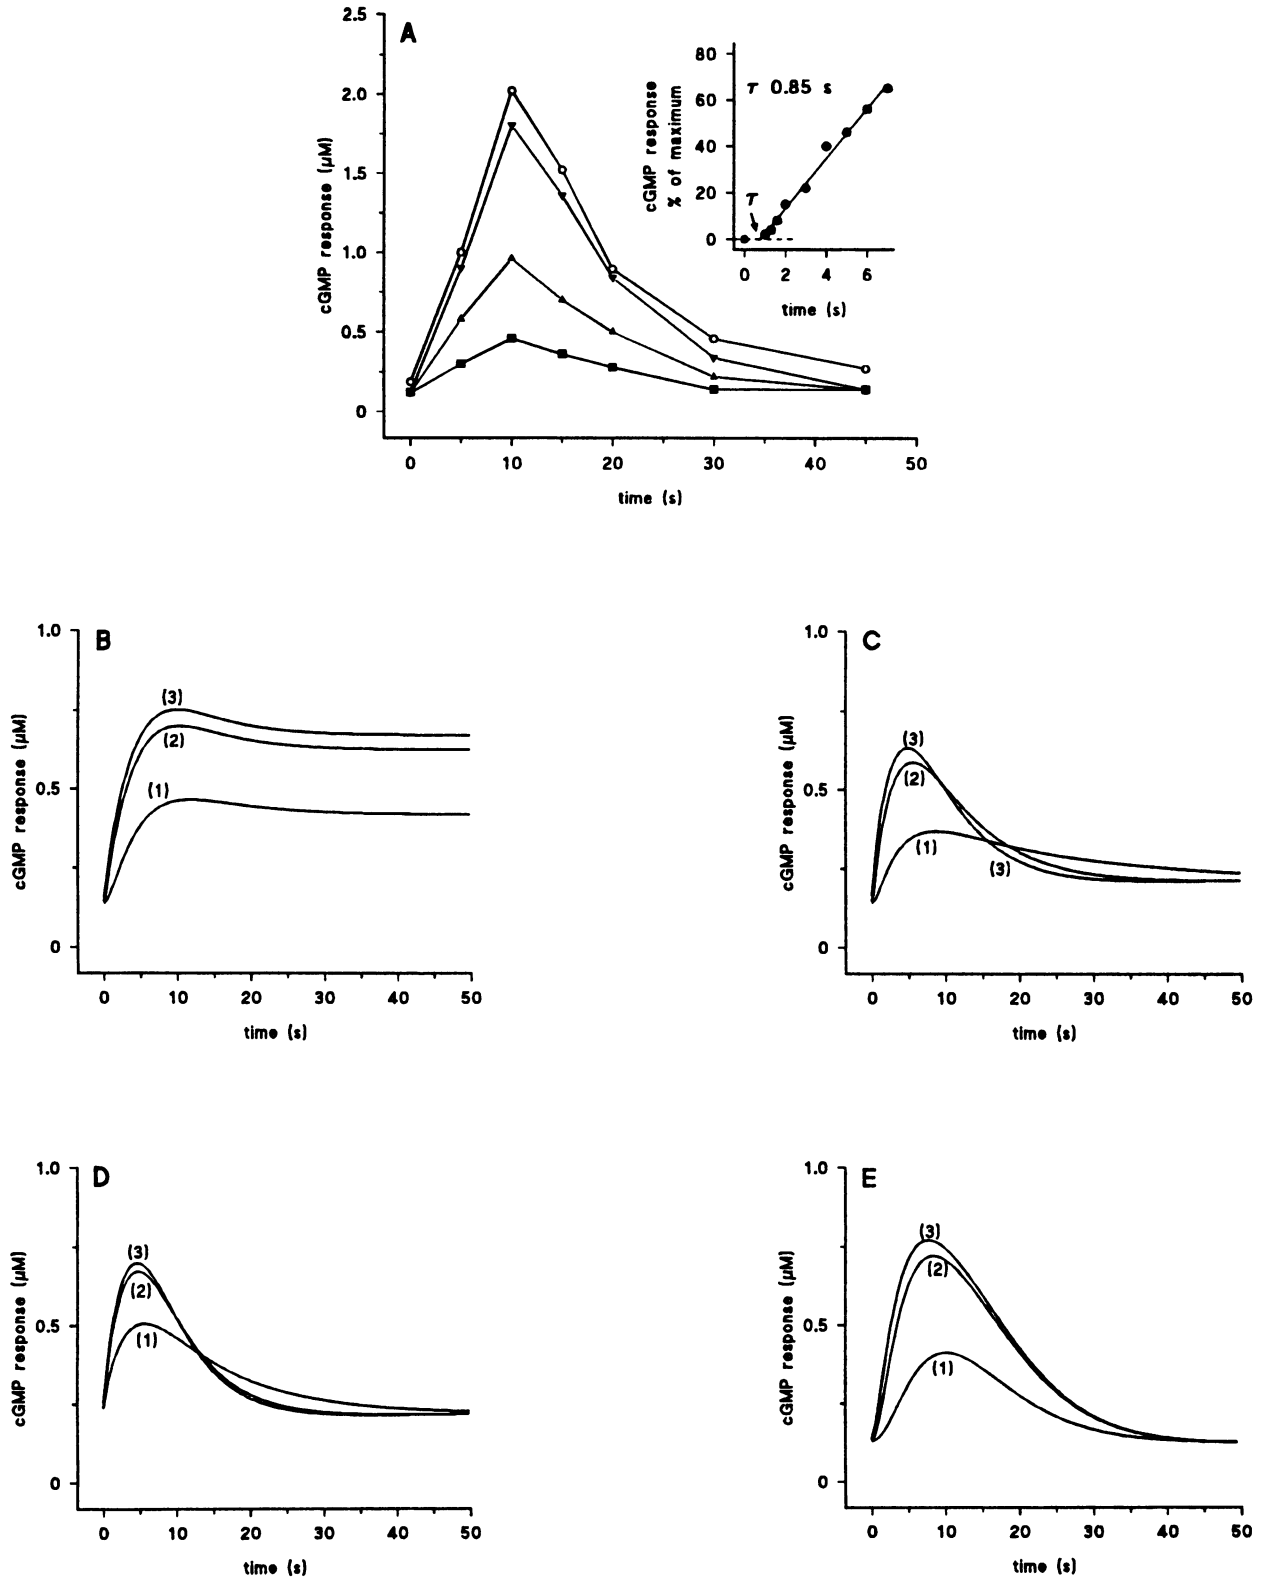 A
2.5
2.0
1.5
1.0
0.5
0
cGMP response (µM)
0 10 20 30 40 50
time (s)
cGMP response
% of maximum
80
60
40
20
0
τ 0.85 s
τ
0 2 4 6
time (s)
B
1.0
0.5
0
cGMP response (µM)
(3)
(2)
(1)
0 10 20 30 40 50
time (s)
C
1.0
0.5
0
cGMP response (µM)
(3)
(2)
(1)
(3)
0 10 20 30 40 50
time (s)
D
1.0
0.5
0
cGMP response (µM)
(3)
(2)
(1)
0 10 20 30 40 50
time (s)
E
1.0
0.5
0
cGMP response (µM)
(3)
(2)
(1)
0 10 20 30 40 50
time (s)